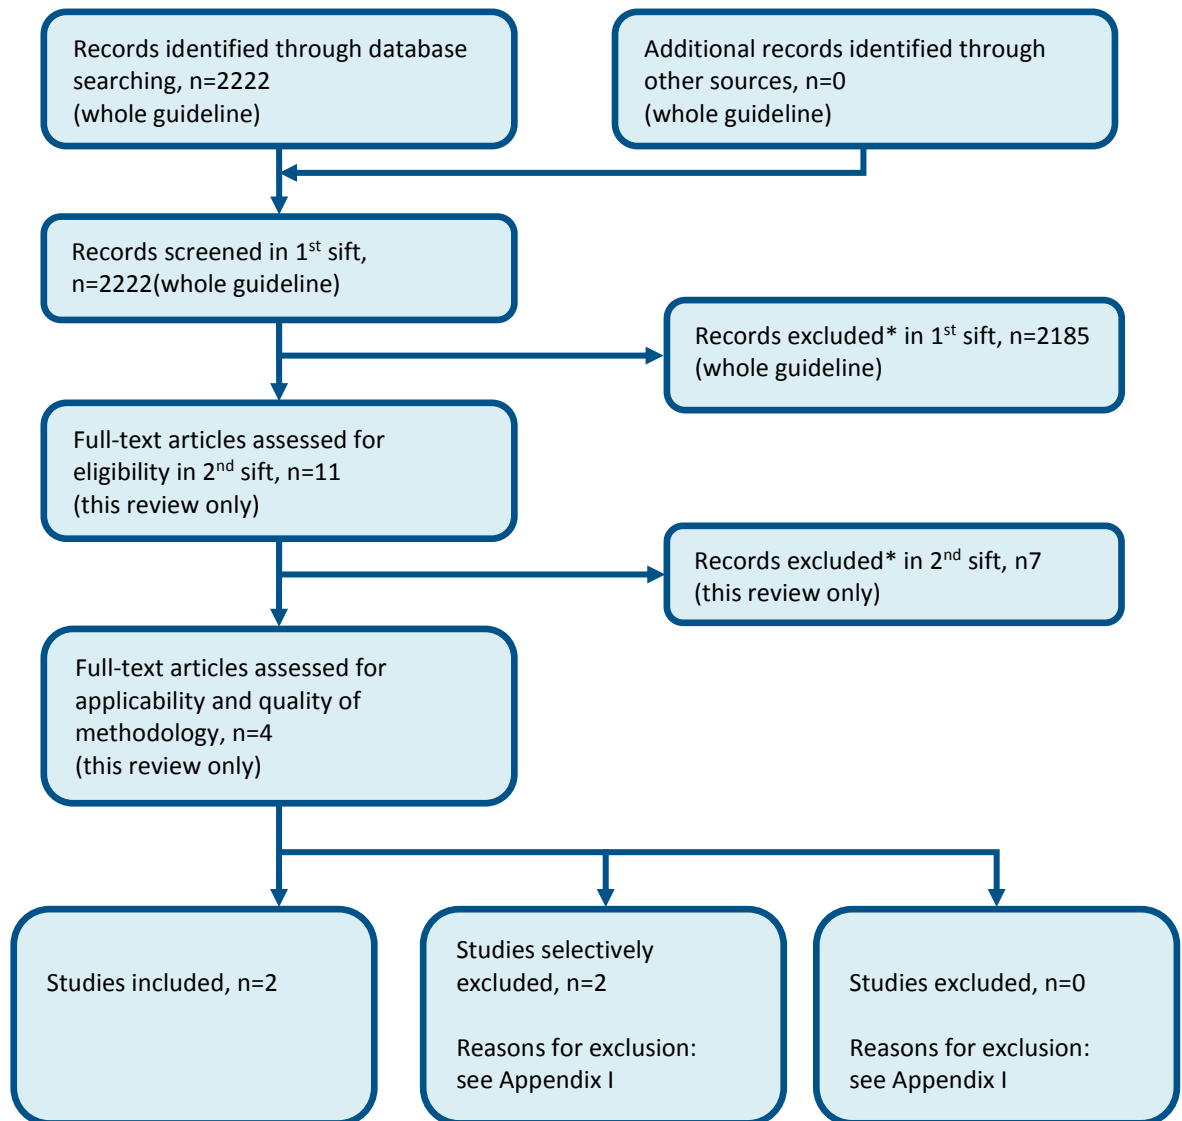 Records identified through database
searching, n=2222
(whole guideline)
Additional records identified through
other sources, n=0
(whole guideline)
Records screened in 1st sift,
n=2222(whole guideline)
Records excluded* in 1st sift, n=2185
(whole guideline)
Full-text articles assessed for
eligibility in 2nd sift, n=11
(this review only)
Records excluded* in 2nd sift, n7
(this review only)
Full-text articles assessed for
applicability and quality of
methodology, n=4
(this review only)
Studies included, n=2
Studies selectively
excluded, n=2
Reasons for exclusion:
see Appendix I
Studies excluded, n=0
Reasons for exclusion:
see Appendix I